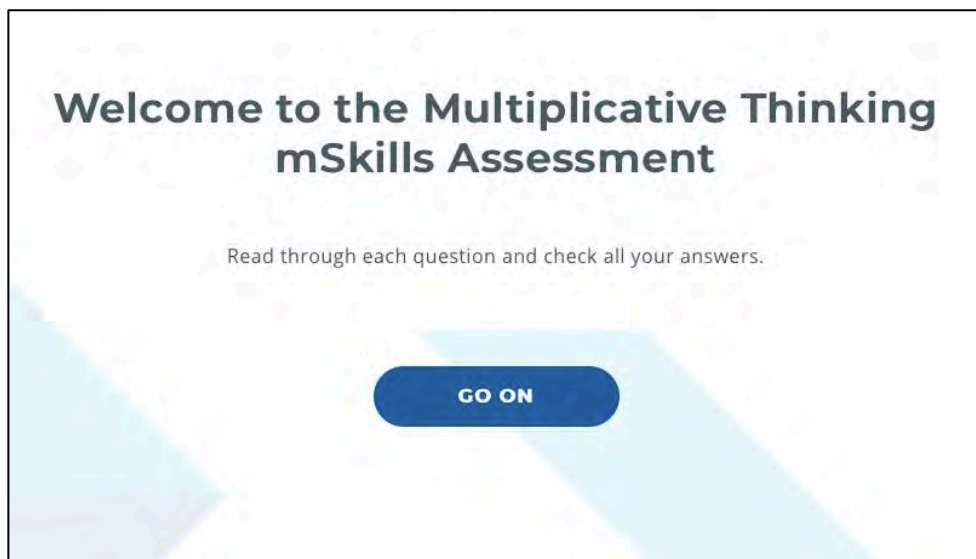 Welcome to the Multiplicative Thinking
mSkills Assessment
Read through each question and check all your answers.
GO ON